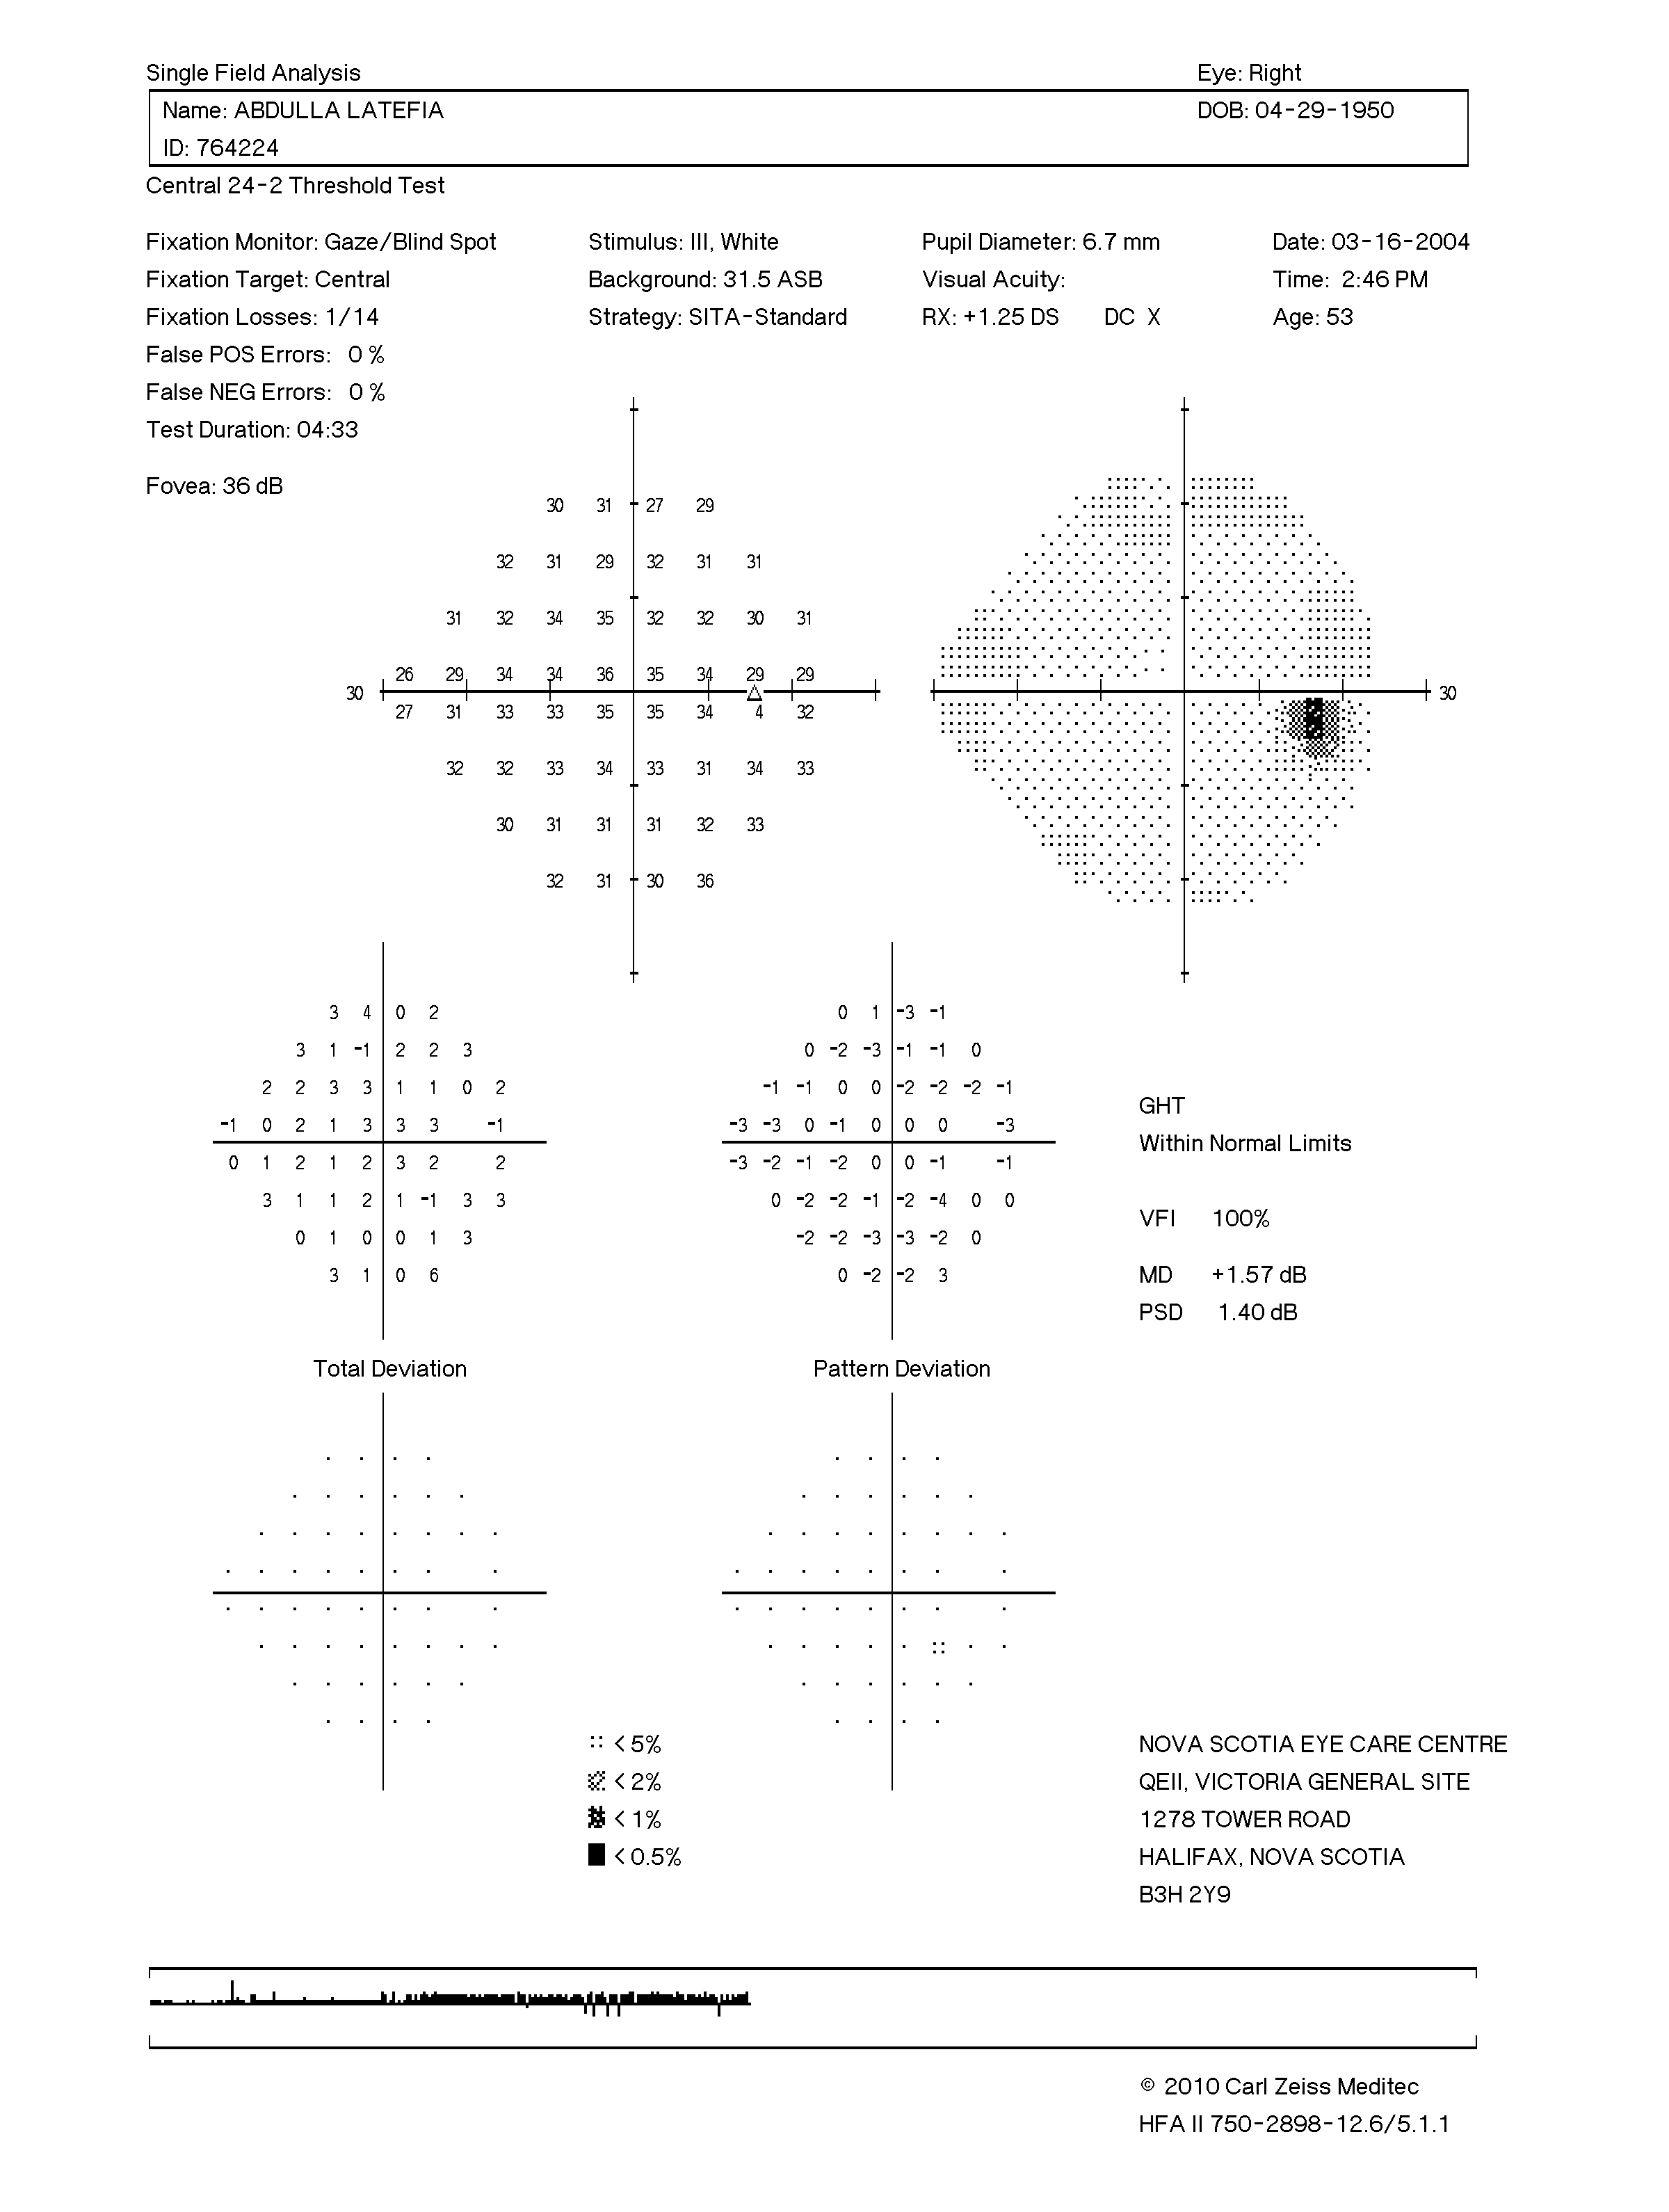 Single Field Analysis Eye: Right
Name: ABDULLA LATEFIA DOB: 04-29-1950
ID: 764224
Central 24-2 Threshold Test
Fixation Monitor: Gaze/Blind Spot Stimulus: III, White Pupil Diameter: 6.7 mm Date: 03-16-2004
Fixation Target: Central Background: 31.5 ASB Visual Acuity: Time: 2:46 PM
Fixation Losses: 1/14 Strategy: SITA-Standard RX: +1.25 DS DC X Age: 53
False POS Errors: 0 %
False NEG Errors: 0 %
Test Duration: 04:33
Fovea: 36 dB
30 31 27 29
32 31 29 32 31 31
31 32 34 35 32 32 30 31
26 29 34 34 36 35 34 29 29
30 30
27 31 33 33 35 35 34 4 32
32 32 33 34 33 31 34 33
30 31 31 31 32 33
32 31 30 36
3 4 0 2 0 1 -3 -1
3 1 -1 2 2 3 0 -2 -3 -1 -1 0
2 2 3 3 1 1 0 2 -1 -1 0 0 -2 -2 -2 -1
GHT
-1 0 2 1 3 3 3 -1 -3 -3 0 -1 0 0 0 -3
Within Normal Limits
0 1 2 1 2 3 2 2 -3 -2 -1 -2 0 0 -1 -1
3 1 1 2 1 -1 3 3 0 -2 -2 -1 -2 -4 0 0
VFI 100%
0 1 0 0 1 3 -2 -2 -3 -3 -2 0
3 1 0 6 0 -2 -2 3 MD +1.57 dB
PSD 1.40 dB
Total Deviation Pattern Deviation
< 5% NOVA SCOTIA EYE CARE CENTRE
< 2% QEII, VICTORIA GENERAL SITE
< 1% 1278 TOWER ROAD
< 0.5% HALIFAX, NOVA SCOTIA
B3H 2Y9
© 2010 Carl Zeiss Meditec
HFA II 750-2898-12.6/5.1.1